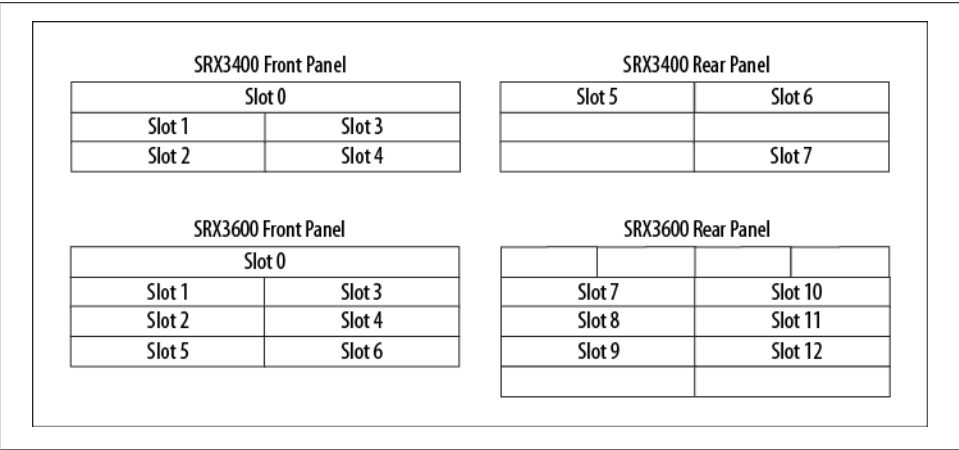 SRX3400 Front Panel
Slot 0
Slot 1 Slot 3
Slot 2 Slot 4
SRX3400 Rear Panel
Slot 5 Slot 6
Slot 7
SRX3600 Front Panel
Slot 0
Slot 1 Slot 3
Slot 2 Slot 4
Slot 5 Slot 6
SRX3600 Rear Panel
Slot 7 Slot 10
Slot 8 Slot 11
Slot 9 Slot 12